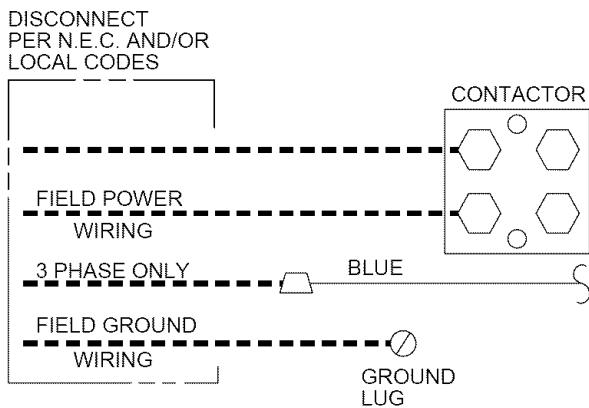 DISCONNECT
PER N.E.C. AND/OR
LOCAL CODES
CONTACTOR
FIELD POWER
WIRING
3 PHASE ONLY
BLUE
FIELD GROUND
WIRING
GROUND
LUG